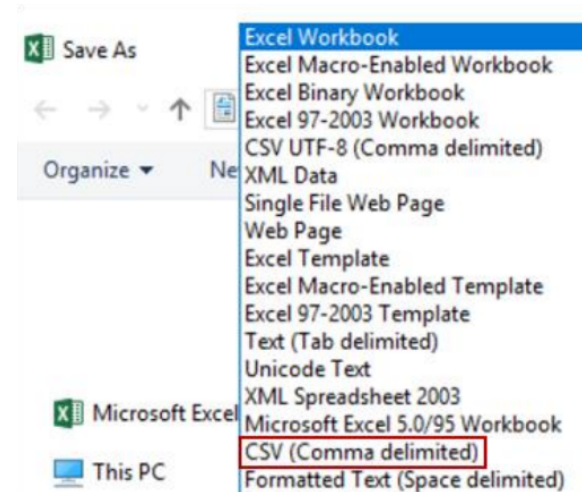 Save As
Organize
Ne
Microsoft Excel
This PC
Excel Workbook
Excel Macro-Enabled Workbook
Excel Binary Workbook
Excel 97-2003 Workbook
CSV UTF-8 (Comma delimited)
XML Data
Single File Web Page
Web Page
Excel Template
Excel Macro-Enabled Template
Excel 97-2003 Template
Text (Tab delimited)
Unicode Text
XML Spreadsheet 2003
Microsoft Excel 5.0/95 Workbook
CSV (Comma delimited)
Formatted Text (Space delimited)